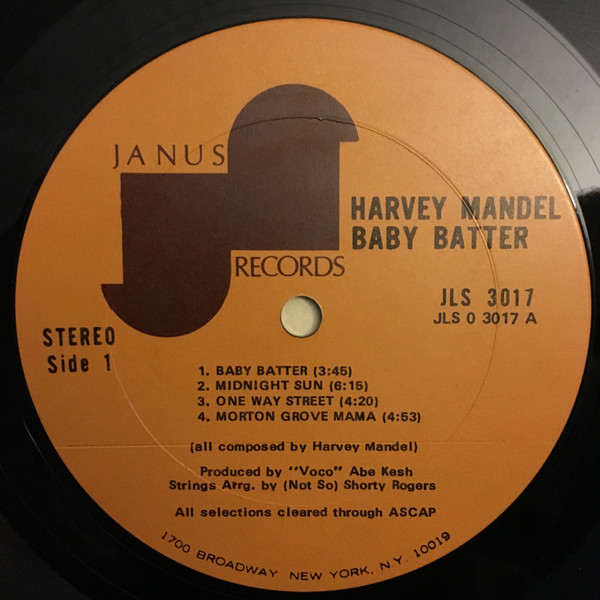 JANUS
RECORDS
HARVEY MANDEL
BABY BATTER
JLS 3017
JLS O 3017 A
STEREO
Side 1
1. BABY BATTER (3:45)
2. MIDNIGHT SUN (6:15)
3. ONE WAY STREET (4:20)
4. MORTON GROVE MAMA (4:53)
(all composed by Harvey Mandel)
Produced by "Voco" Abe Kesh
Strings Arrg. by (Not So) Shorty Rogers
All selections cleared through ASCAP
1700 BROADWAY NEW YORK, N.Y. 10019